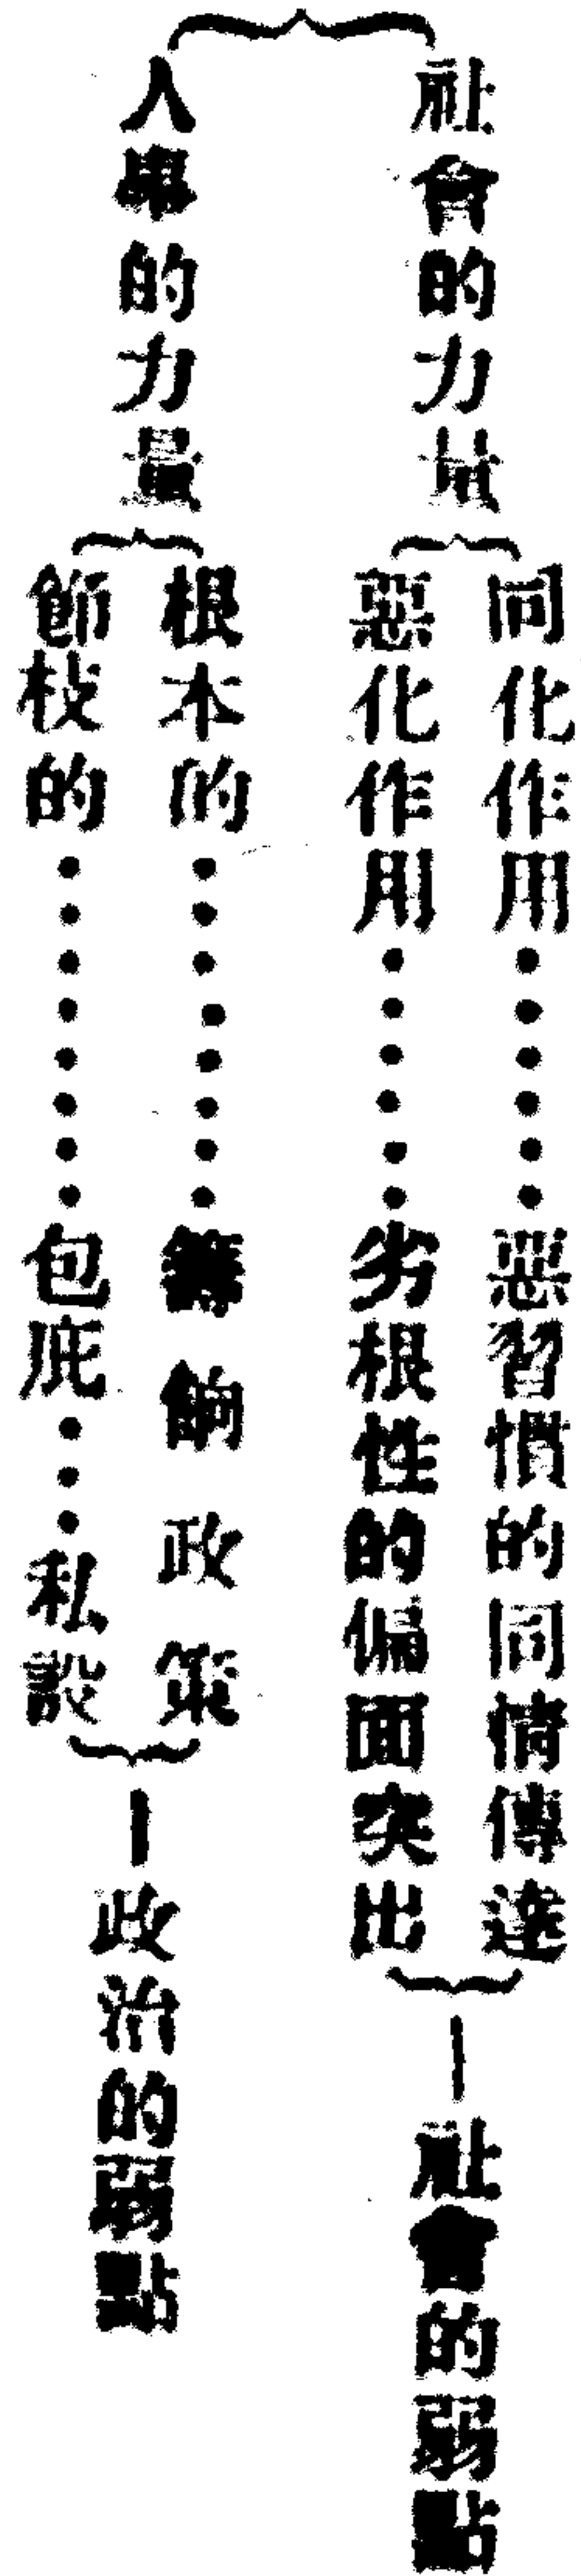 社會的力量
同化作用……惡習慣的同情傳達
惡化作用……劣根性的偏面突出
—社會的弱點
人事的力量
根本的……籌餉政策
節枝的……包庇…私設
—政治的弱點